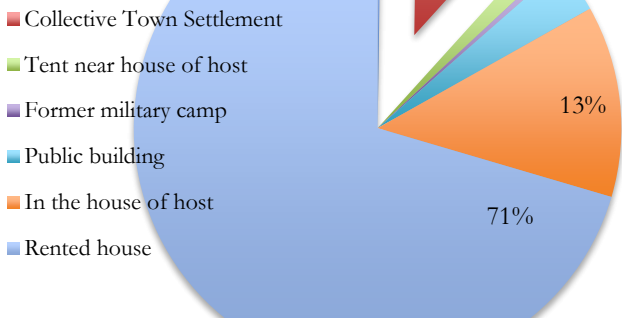 Collective Town Settlement
Tent near house of host
Former military camp
Public building
In the house of host
Rented house
13%
71%